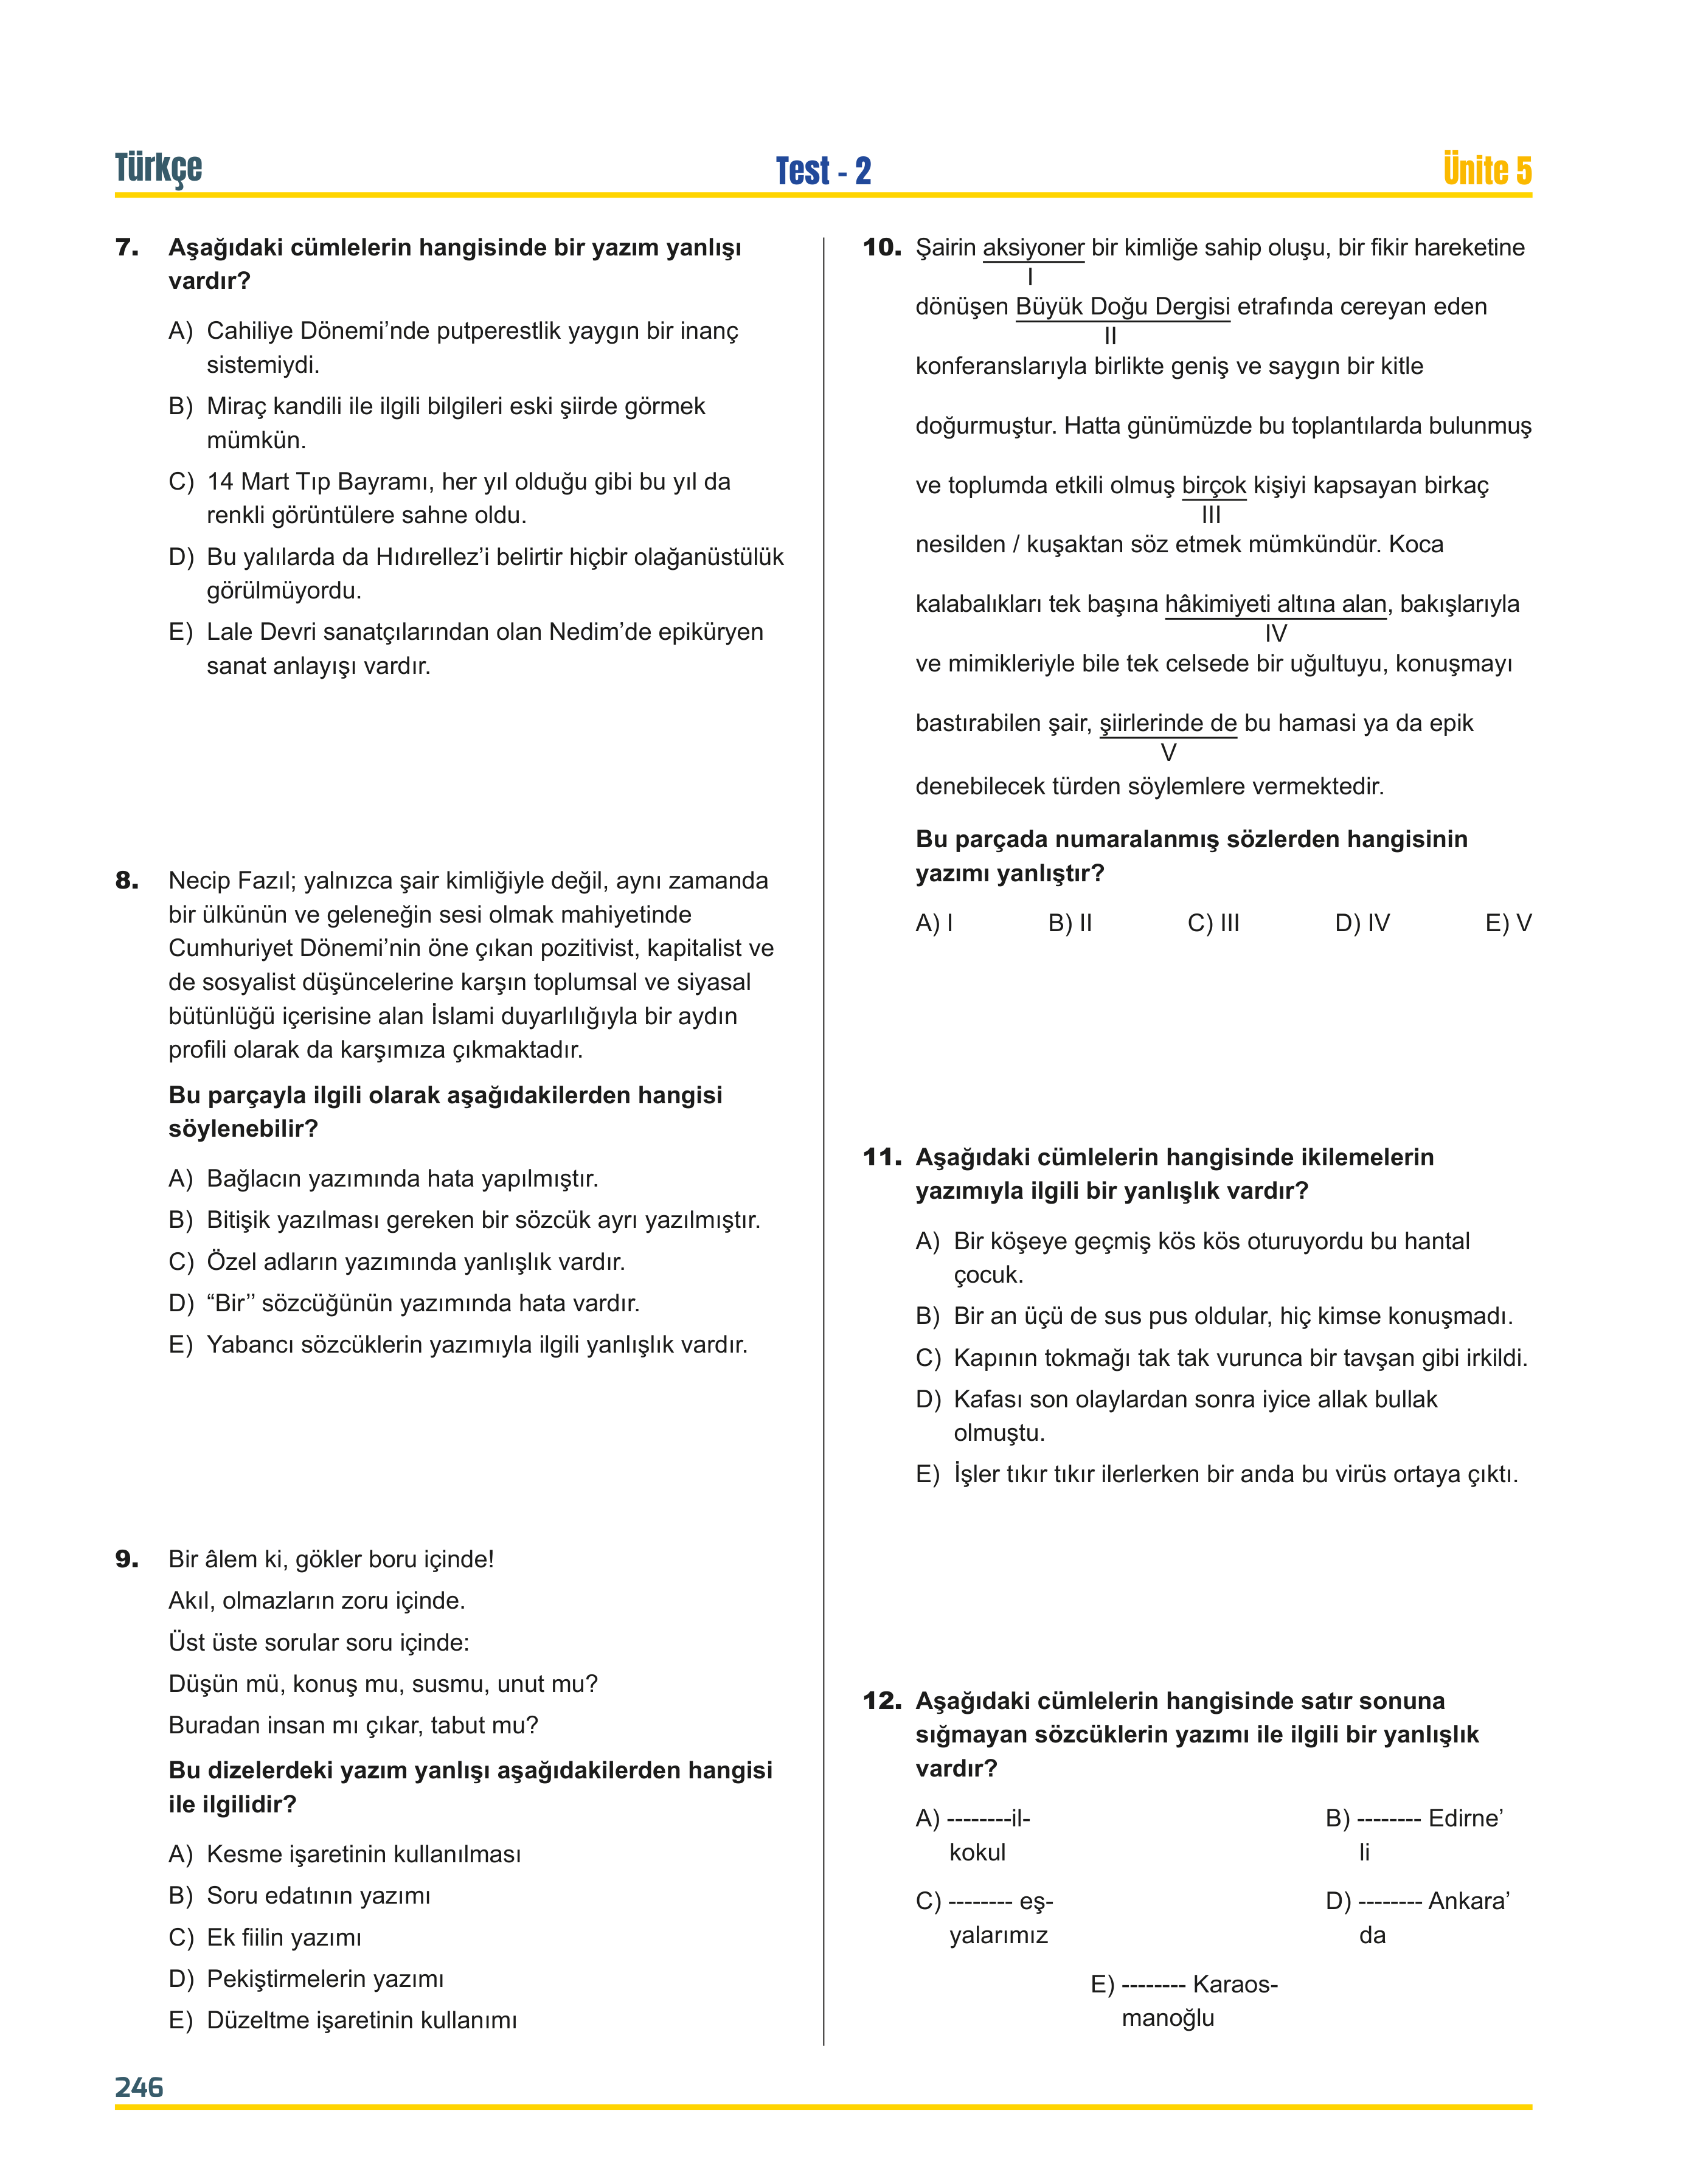 Türkçe
Test - 2
Ünite 5
7. Aşağıdaki cümlelerin hangisinde bir yazım yanlışı
vardır?
A) Cahiliye Dönemi’nde putperestlik yaygın bir inanç
sistemiydi.
B) Miraç kandili ile ilgili bilgileri eski şiirde görmek
mümkün.
C) 14 Mart Tıp Bayramı, her yıl olduğu gibi bu yıl da
renkli görüntülere sahne oldu.
D) Bu yalılarda da Hıdırellez’i belirtir hiçbir olağanüstülük
görülmüyordu.
E) Lale Devri sanatçılarından olan Nedim’de epiküryen
sanat anlayışı vardır.
8. Necip Fazıl; yalnızca şair kimliğiyle değil, aynı zamanda
bir ülkünün ve geleneğin sesi olmak mahiyetinde
Cumhuriyet Dönemi’nin öne çıkan pozitivist, kapitalist ve
de sosyalist düşüncelerine karşın toplumsal ve siyasal
bütünlüğü içerisine alan İslami duyarlılığıyla bir aydın
profili olarak da karşımıza çıkmaktadır.
Bu parçayla ilgili olarak aşağıdakilerden hangisi
söylenebilir?
A) Bağlacın yazımında hata yapılmıştır.
B) Bitişik yazılması gereken bir sözcük ayrı yazılmıştır.
C) Özel adların yazımında yanlışlık vardır.
D) “Bir’’ sözcüğünün yazımında hata vardır.
E) Yabancı sözcüklerin yazımıyla ilgili yanlışlık vardır.
9. Bir âlem ki, gökler boru içinde!
Akıl, olmazların zoru içinde.
Üst üste sorular soru içinde:
Düşün mü, konuş mu, susmu, unut mu?
Buradan insan mı çıkar, tabut mu?
Bu dizelerdeki yazım yanlışı aşağıdakilerden hangisi
ile ilgilidir?
A) Kesme işaretinin kullanılması
B) Soru edatının yazımı
C) Ek fiilin yazımı
D) Pekiştirmelerin yazımı
E) Düzeltme işaretinin kullanımı
10. Şairin aksiyoner bir kimliğe sahip oluşu, bir fikir hareketine
I
dönüşen Büyük Doğu Dergisi etrafında cereyan eden
II
konferanslarıyla birlikte geniş ve saygın bir kitle
doğurmuştur. Hatta günümüzde bu toplantılarda bulunmuş
ve toplumda etkili olmuş birçok kişiyi kapsayan birkaç
III
nesilden / kuşaktan söz etmek mümkündür. Koca
kalabalıkları tek başına hâkimiyeti altına alan, bakışlarıyla
IV
ve mimikleriyle bile tek celsede bir uğultuyu, konuşmayı
bastırabilen şair, şiirlerinde de bu hamasi ya da epik
V
denebilecek türden söylemlere vermektedir.
Bu parçada numaralanmış sözlerden hangisinin
yazımı yanlıştır?
A) I B) II C) III D) IV E) V
11. Aşağıdaki cümlelerin hangisinde ikilemelerin
yazımıyla ilgili bir yanlışlık vardır?
A) Bir köşeye geçmiş kös kös oturuyordu bu hantal
çocuk.
B) Bir an üçü de sus pus oldular, hiç kimse konuşmadı.
C) Kapının tokmağı tak tak vurunca bir tavşan gibi irkildi.
D) Kafası son olaylardan sonra iyice allak bullak
olmuştu.
E) İşler tıkır tıkır ilerlerken bir anda bu virüs ortaya çıktı.
12. Aşağıdaki cümlelerin hangisinde satır sonuna
sığmayan sözcüklerin yazımı ile ilgili bir yanlışlık
vardır?
A) --------il- B) -------- Edirne’
kokul li
C) -------- eş- D) -------- Ankara’
yalarımız da
E) -------- Karaos-
manoğlu
246